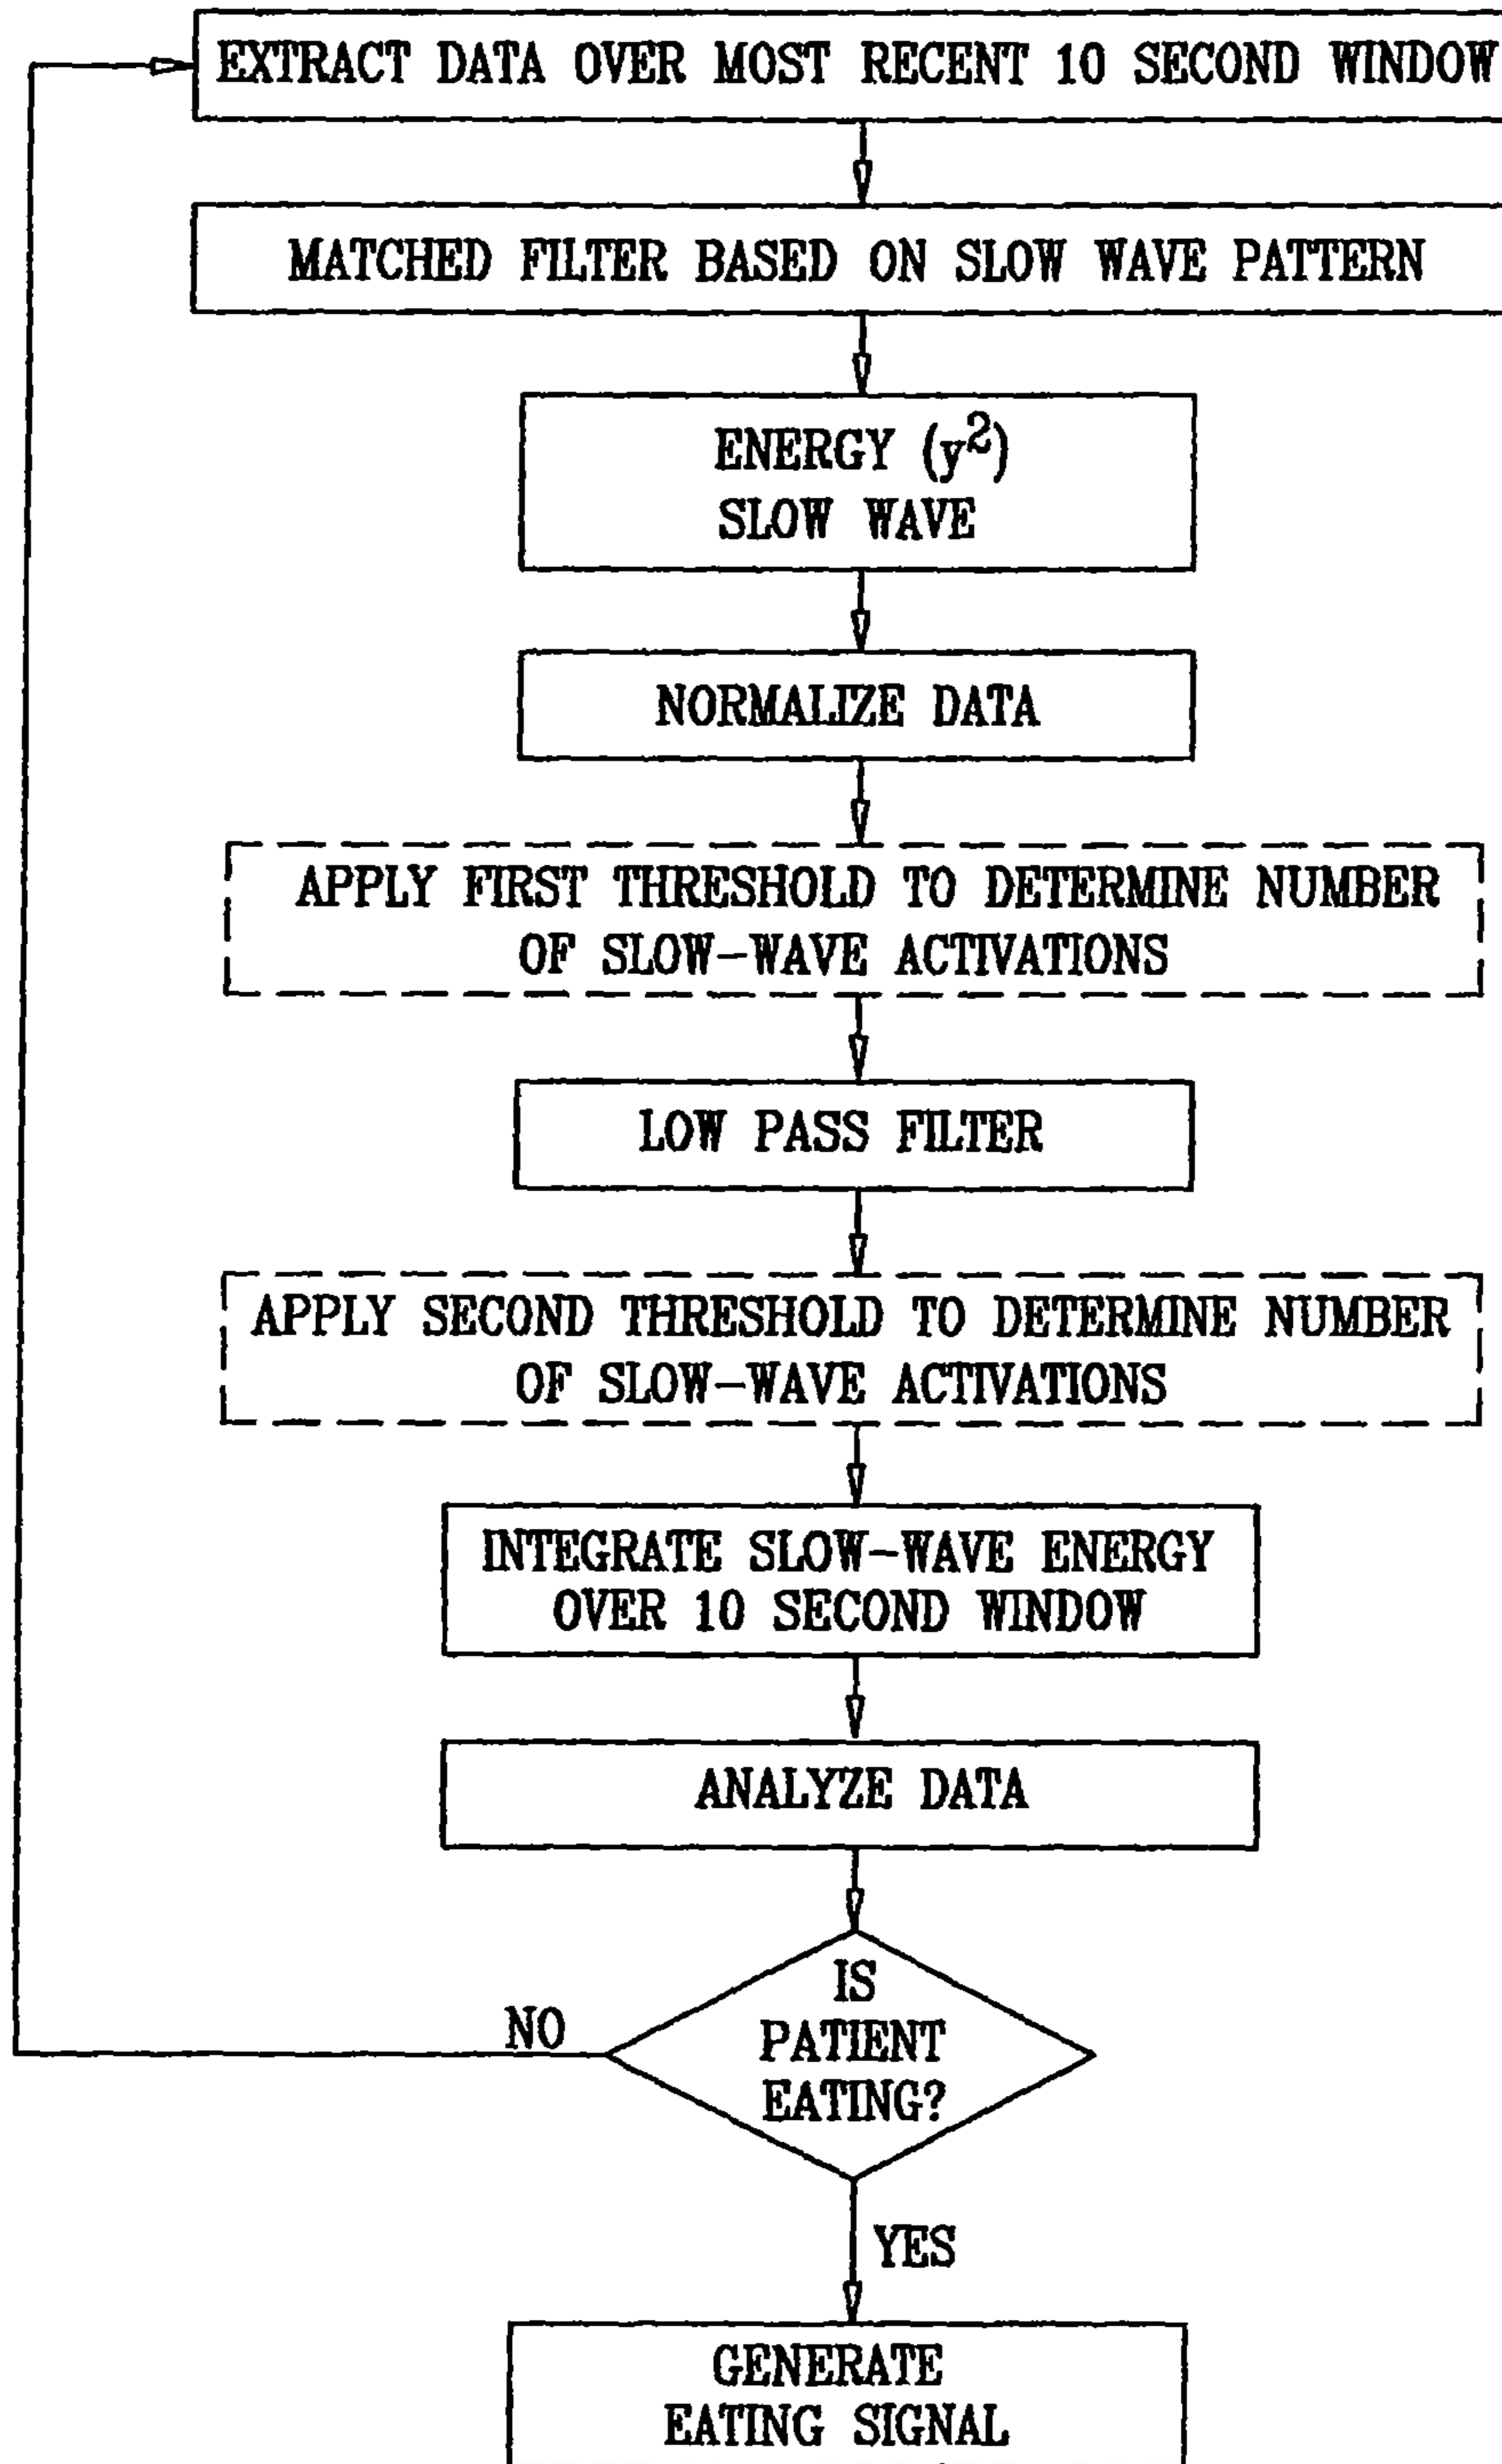 EXTRACT DATA OVER MOST RECENT 10 SECOND WINDOW
MATCHED FILTER BASED ON SLOW WAVE PATTERN
ENERGY (y²)
SLOW WAVE
NORMALIZE DATA
APPLY FIRST THRESHOLD TO DETERMINE NUMBER
OF SLOW-WAVE ACTIVATIONS
LOW PASS FILTER
APPLY SECOND THRESHOLD TO DETERMINE NUMBER
OF SLOW-WAVE ACTIVATIONS
INTEGRATE SLOW-WAVE ENERGY
OVER 10 SECOND WINDOW
ANALYZE DATA
IS
PATIENT
EATING?
NO
YES
GENERATE
EATING SIGNAL